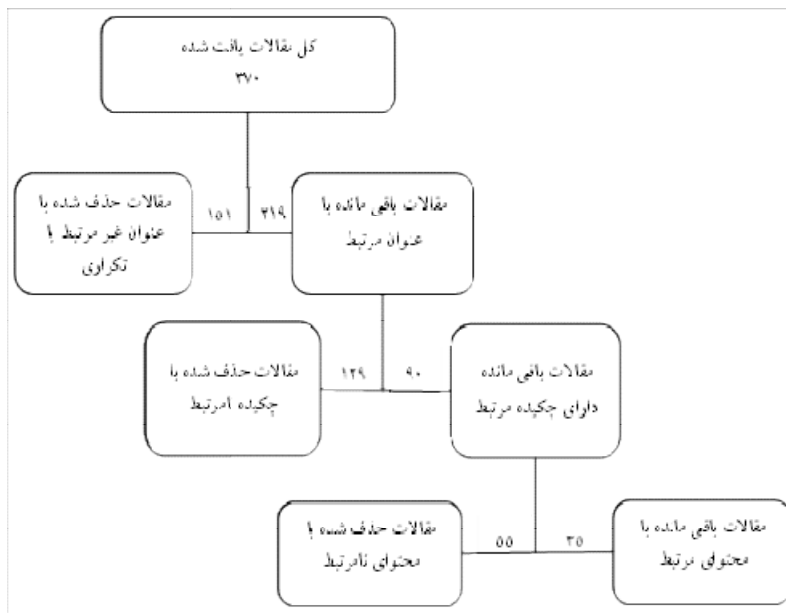 کل مقالات یافت شده
۳۷۰
مقالات حذف شده با
عنوان غیر مرتبط یا
تکراری
۱۵۱
۲۱۹
مقالات باقی مانده با
عنوان مرتبط
مقالات حذف شده با
چکیده نامرتبط
۱۲۹
۹۰
مقالات باقی مانده
دارای چکیده مرتبط
مقالات حذف شده با
محتوای نامرتبط
۵۵
۳۵
مقالات باقی مانده با
محتوای مرتبط